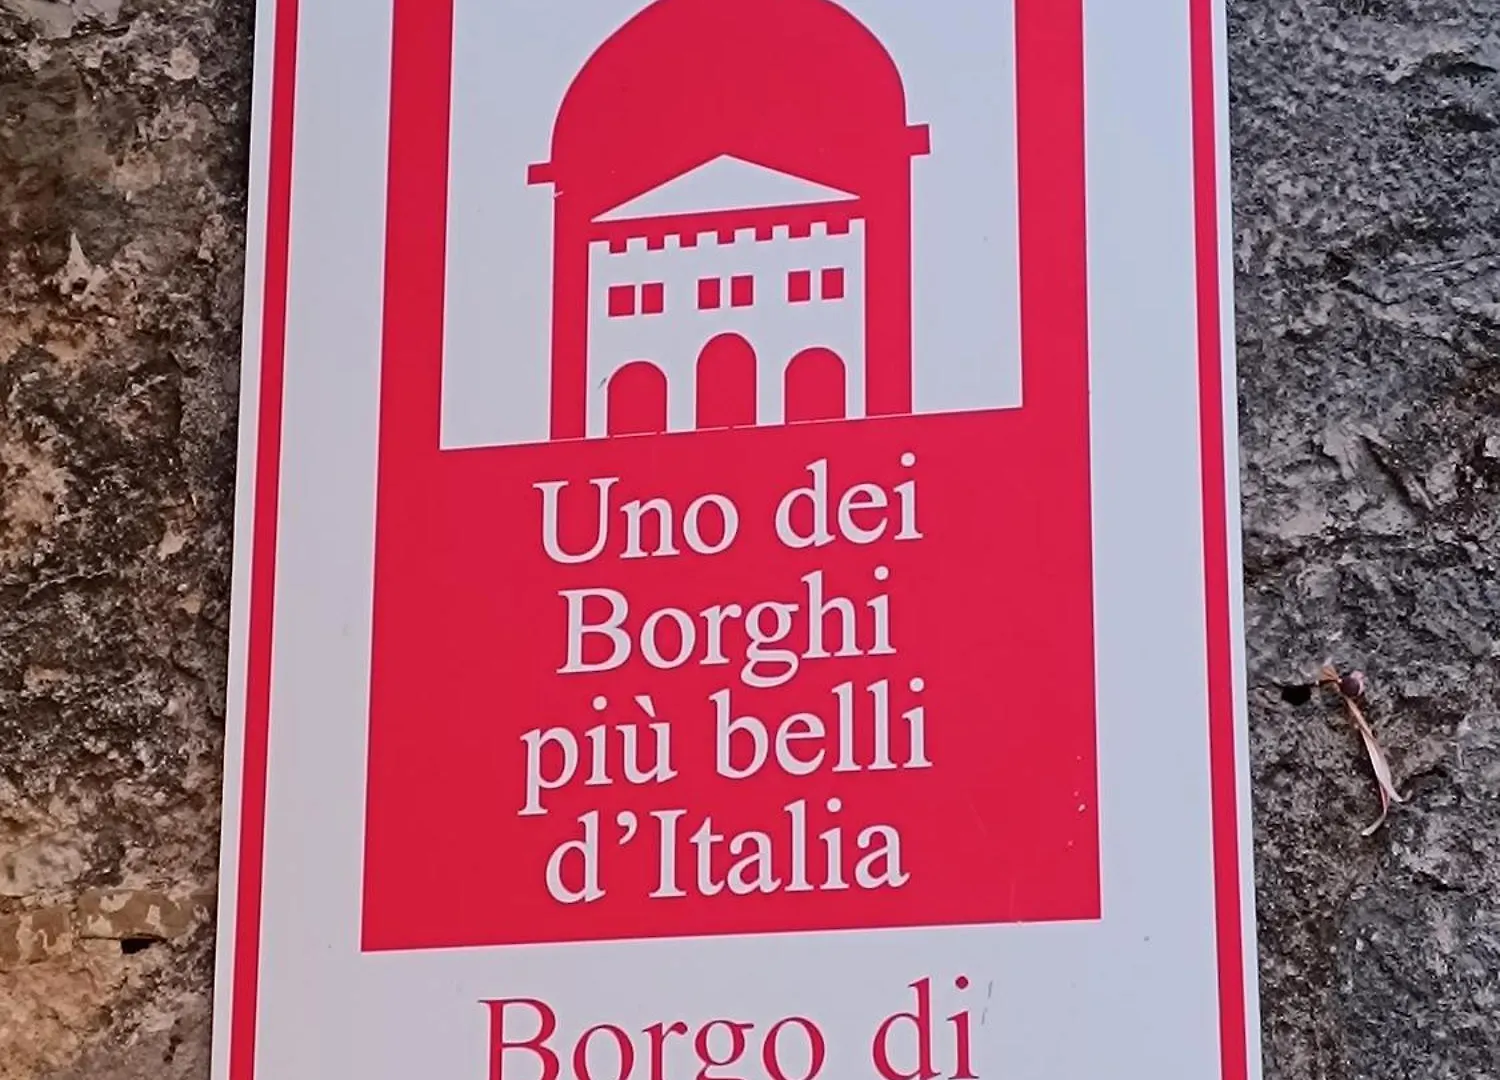 Uno dei
Borghi
più belli
d'Italia
Borgo di